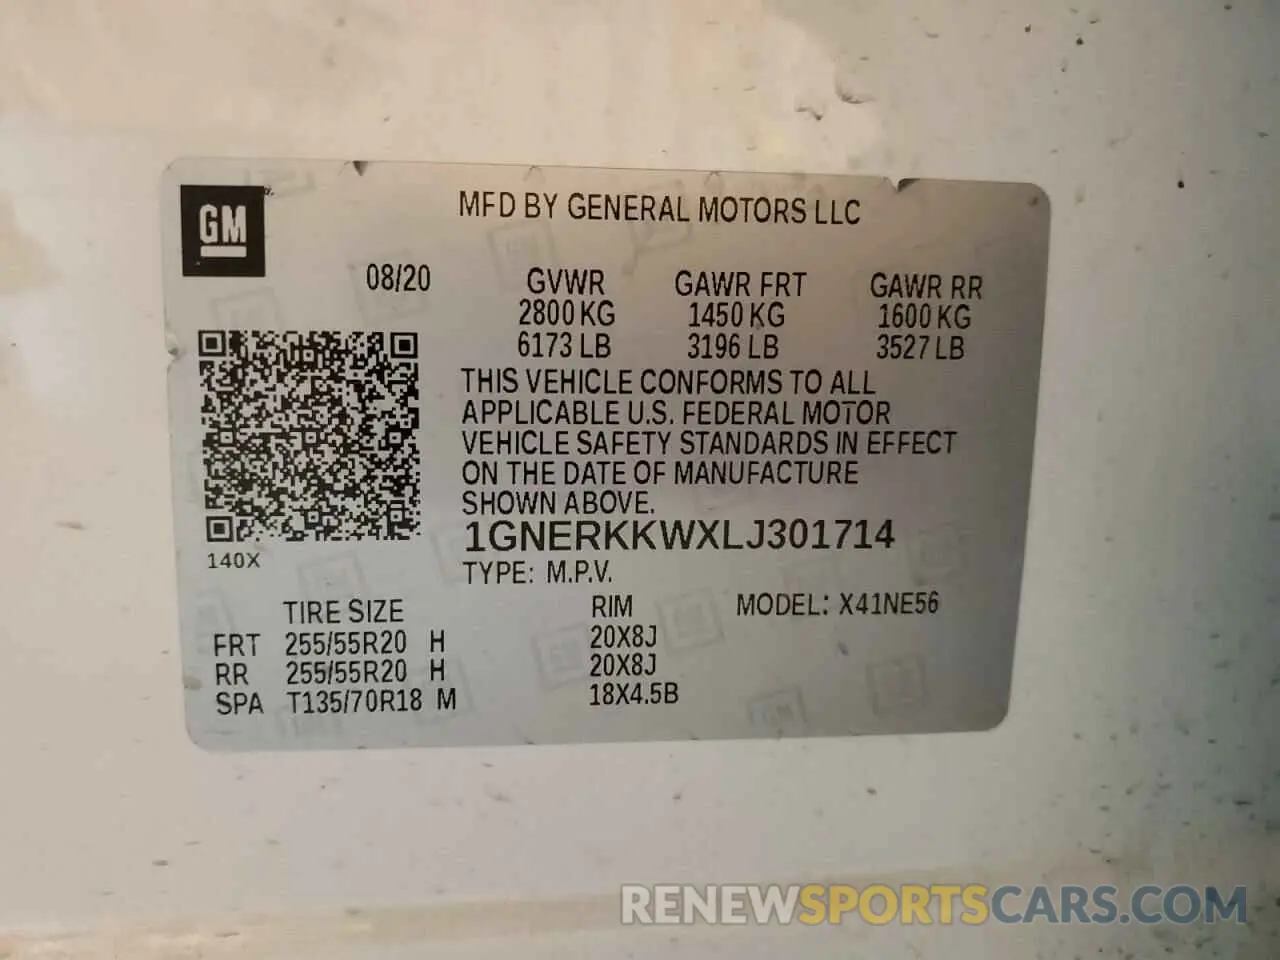 GM
MFD BY GENERAL MOTORS LLC
08/20 GVWR GAWR FRT GAWR RR
2800 KG 1450 KG 1600 KG
6173 LB 3196 LB 3527 LB
THIS VEHICLE CONFORMS TO ALL
APPLICABLE U.S. FEDERAL MOTOR
VEHICLE SAFETY STANDARDS IN EFFECT
ON THE DATE OF MANUFACTURE
SHOWN ABOVE.
1GNERKKWXLJ301714
140X
TYPE: M.P.V.
TIRE SIZE RIM MODEL: X41NE56
FRT 255/55R20 H 20X8J
RR 255/55R20 H 20X8J
SPA T135/70R18 M 18X4.5B
RENEWSPORTSCARS.COM